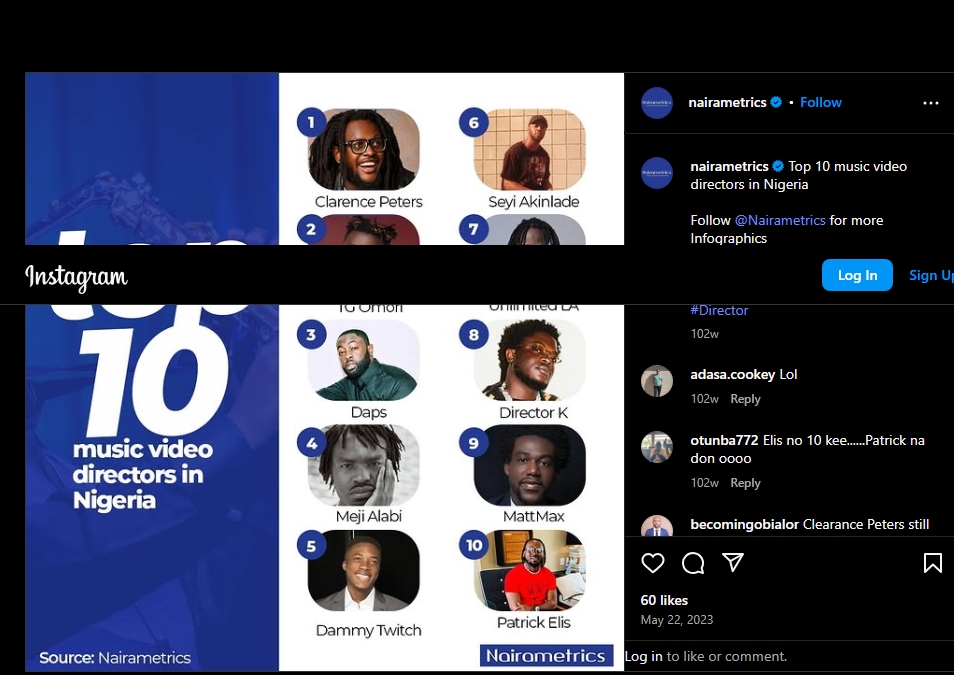 top
10
music video
directors in
Nigeria
Source: Nairametrics
1
Clarence Peters
2
TG Omori
3
Daps
4
Meji Alabi
5
Dammy Twitch
6
Seyi Akinlade
7
Unlimited LA
8
Director K
9
MattMax
10
Patrick Elis
Nairametrics
Instagram
Log In
Sign Up
nairametrics • Follow
nairametrics Top 10 music video
directors in Nigeria
Follow @Nairametrics for more
Infographics
#Director
102w
adasa.cookey Lol
102w Reply
otunba772 Elis no 10 kee......Patrick na
don oooo
102w Reply
becomingobialor Clearance Peters still
60 likes
May 22, 2023
Log in to like or comment.